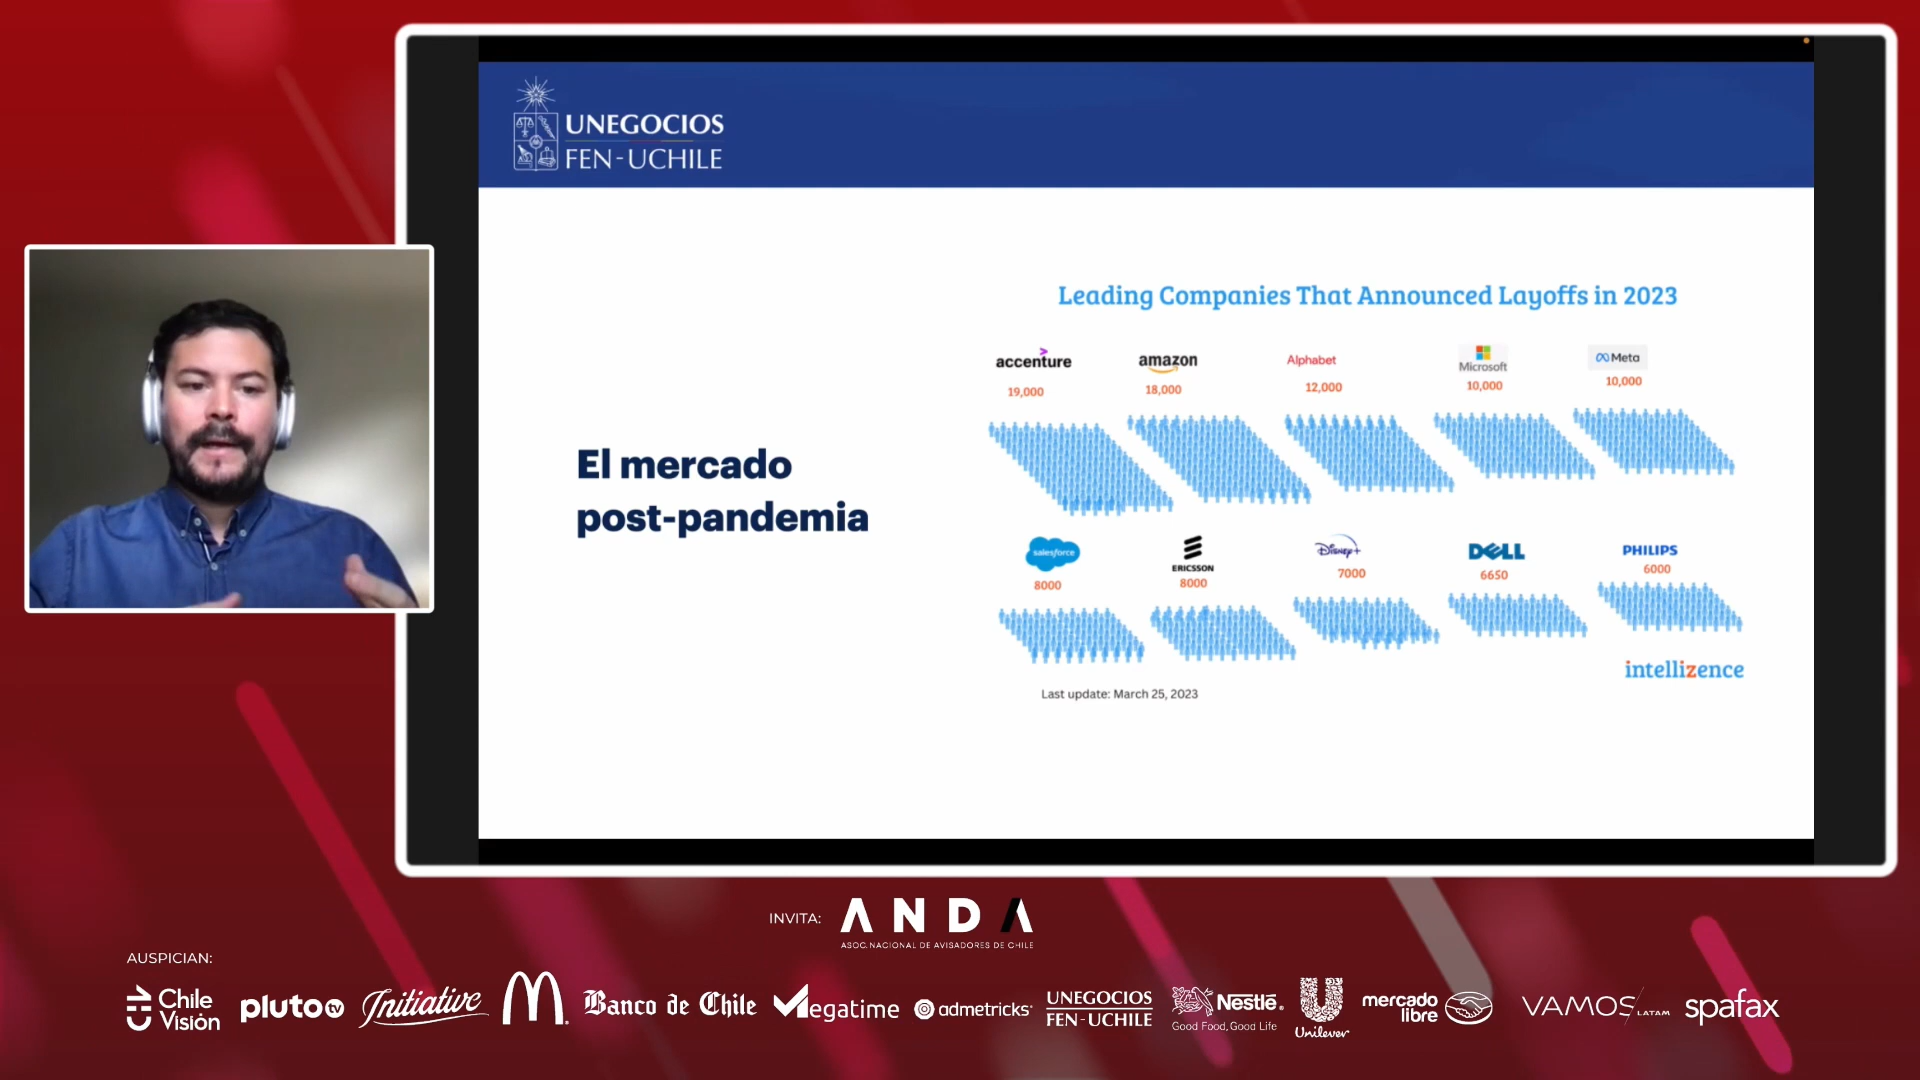 UNEGOCIOS
FEN-UCHILE
El mercado
post-pandemia
Leading Companies That Announced Layoffs in 2023
accenture
19,000
amazon
18,000
Alphabet
12,000
Microsoft
10,000
Meta
10,000
salesforce
8000
ERICSSON
8000
Disney+
7000
DELL
6650
PHILIPS
6000
intellizence
Last update: March 25, 2023
INVITA:
ANDA
ASOC. NACIONAL DE AVISADORES DE CHILE
AUSPICIAN:
CHV
Chile
Visión
pluto tv
Initiative
M
Banco de Chile
Megatime
admetricks
UNEGOCIOS
FEN-UCHILE
Nestlé
Good Food, Good Life
U
Unilever
mercado
libre
VAMOS/LATAM
spafax